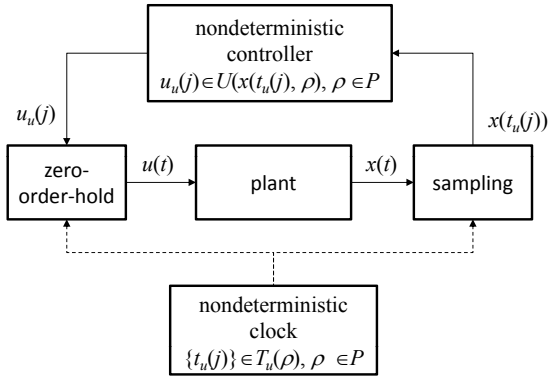 nondeterministic
controller
u_u(j)∈U(x(t_u(j), ρ), ρ ∈P
u_u(j)
x(t_u(j))
zero-
order-hold
u(t)
plant
x(t)
sampling
nondeterministic
clock
{t_u(j)}∈T_u(ρ), ρ ∈P